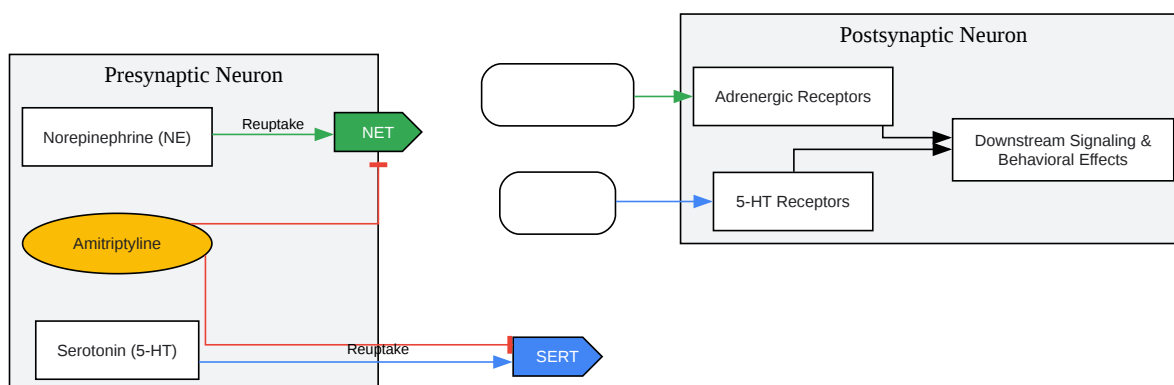 Presynaptic Neuron
Norepinephrine (NE)
Reuptake
NET
Amitriptyline
Serotonin (5-HT)
Reuptake
SERT
Postsynaptic Neuron
Adrenergic Receptors
5-HT Receptors
Downstream Signaling &
Behavioral Effects